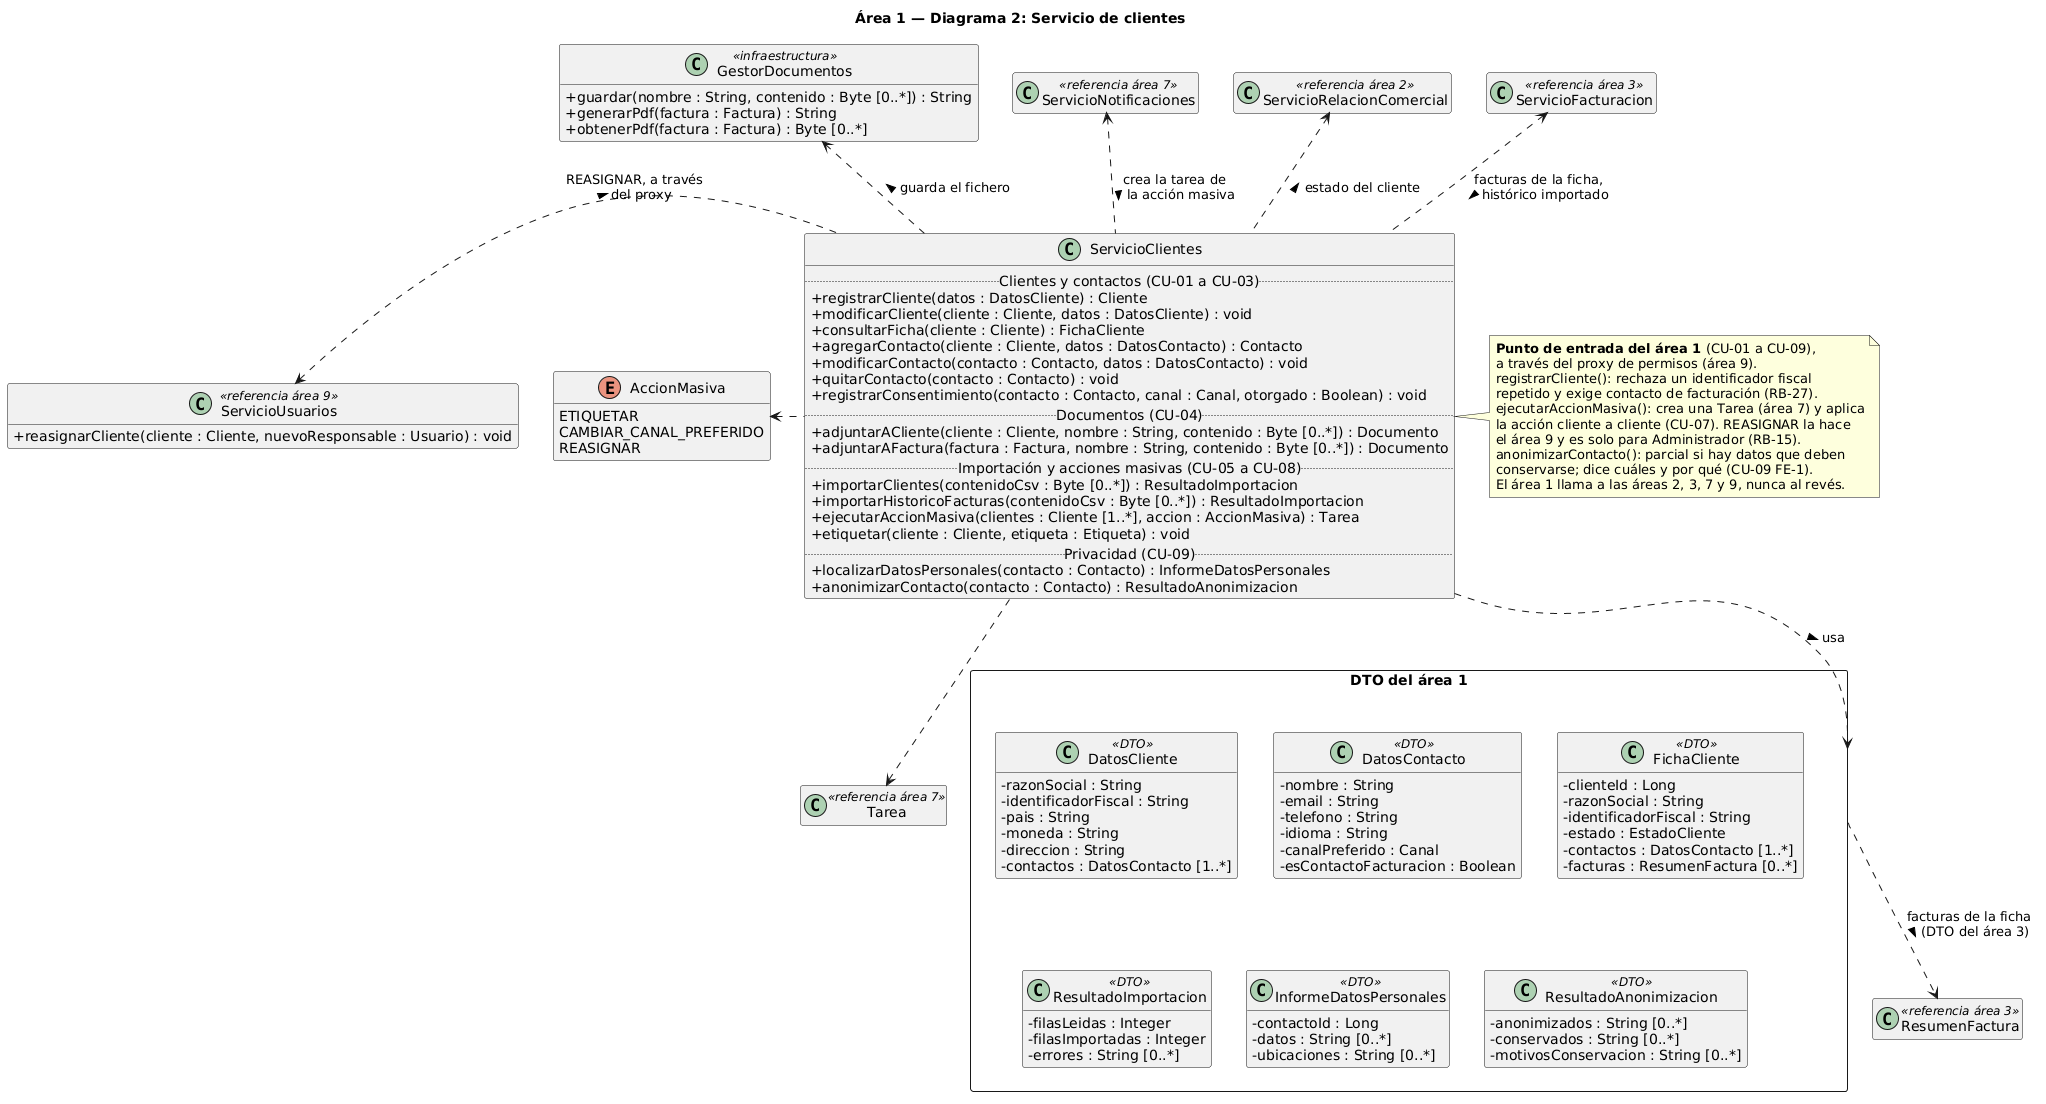 Área 1 — Diagrama 2: Servicio de clientes
«infraestructura»
GestorDocumentos
+guardar(nombre : String, contenido : Byte [0..*]) : String
+generarPdf(factura : Factura) : String
+obtenerPdf(factura : Factura) : Byte [0..*]
«referencia área 7»
ServicioNotificaciones
«referencia área 2»
ServicioRelacionComercial
«referencia área 3»
ServicioFacturacion
REASIGNAR, a través
del proxy
guarda el fichero
crea la tarea de
la acción masiva
estado del cliente
facturas de la ficha,
histórico importado
«referencia área 9»
ServicioUsuarios
+reasignarCliente(cliente : Cliente, nuevoResponsable : Usuario) : void
AccionMasiva
ETIQUETAR
CAMBIAR_CANAL_PREFERIDO
REASIGNAR
ServicioClientes
Clientes y contactos (CU-01 a CU-03)
+registrarCliente(datos : DatosCliente) : Cliente
+modificarCliente(cliente : Cliente, datos : DatosCliente) : void
+consultarFicha(cliente : Cliente) : FichaCliente
+agregarContacto(cliente : Cliente, datos : DatosContacto) : Contacto
+modificarContacto(contacto : Contacto, datos : DatosContacto) : void
+quitarContacto(contacto : Contacto) : void
+registrarConsentimiento(contacto : Contacto, canal : Canal, otorgado : Boolean) : void
Documentos (CU-04)
+adjuntarACliente(cliente : Cliente, nombre : String, contenido : Byte [0..*]) : Documento
+adjuntarAFactura(factura : Factura, nombre : String, contenido : Byte [0..*]) : Documento
Importación y acciones masivas (CU-05 a CU-08)
+importarClientes(contenidoCsv : Byte [0..*]) : ResultadoImportacion
+importarHistoricoFacturas(contenidoCsv : Byte [0..*]) : ResultadoImportacion
+ejecutarAccionMasiva(clientes : Cliente [1..*], accion : AccionMasiva) : Tarea
+etiquetar(cliente : Cliente, etiqueta : Etiqueta) : void
Privacidad (CU-09)
+localizarDatosPersonales(contacto : Contacto) : InformeDatosPersonales
+anonimizarContacto(contacto : Contacto) : ResultadoAnonimizacion
Punto de entrada del área 1 (CU-01 a CU-09),
a través del proxy de permisos (área 9).
registrarCliente(): rechaza un identificador fiscal
repetido y exige contacto de facturación (RB-27).
ejecutarAccionMasiva(): crea una Tarea (área 7) y aplica
la acción cliente a cliente (CU-07). REASIGNAR la hace
el área 9 y es solo para Administrador (RB-15).
anonimizarContacto(): parcial si hay datos que deben
conservarse; dice cuáles y por qué (CU-09 FE-1).
El área 1 llama a las áreas 2, 3, 7 y 9, nunca al revés.
usa
DTO del área 1
«DTO»
DatosCliente
-razonSocial : String
-identificadorFiscal : String
-pais : String
-moneda : String
-direccion : String
-contactos : DatosContacto [1..*]
«DTO»
DatosContacto
-nombre : String
-email : String
-telefono : String
-idioma : String
-canalPreferido : Canal
-esContactoFacturacion : Boolean
«DTO»
FichaCliente
-clienteId : Long
-razonSocial : String
-identificadorFiscal : String
-estado : EstadoCliente
-contactos : DatosContacto [1..*]
-facturas : ResumenFactura [0..*]
«referencia área 7»
Tarea
facturas de la ficha
(DTO del área 3)
«DTO»
ResultadoImportacion
-filasLeidas : Integer
-filasImportadas : Integer
-errores : String [0..*]
«DTO»
InformeDatosPersonales
-contactoId : Long
-datos : String [0..*]
-ubicaciones : String [0..*]
«DTO»
ResultadoAnonimizacion
-anonimizados : String [0..*]
-conservados : String [0..*]
-motivosConservacion : String [0..*]
«referencia área 3»
ResumenFactura